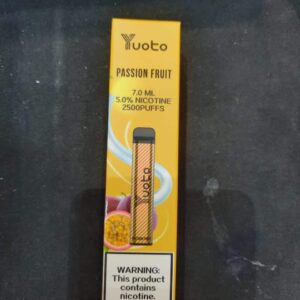 Yuoto
PASSION FRUIT
7.0 ML
5.0% NICOTINE
2500PUFFS
Yuoto
WARNING:
This product
contains
nicotine.